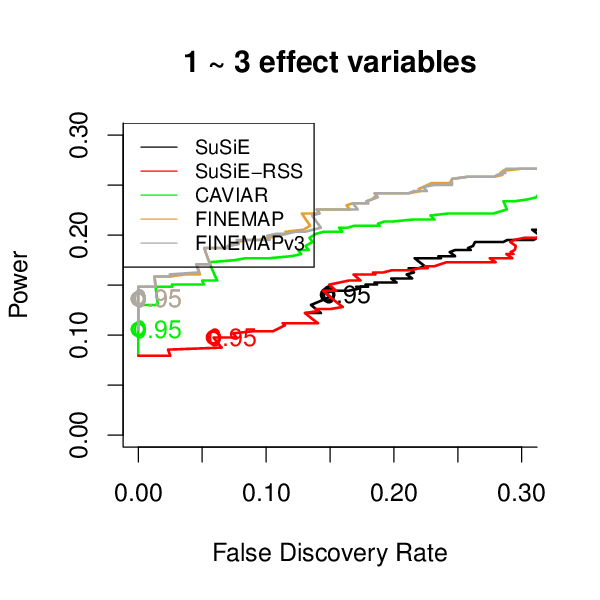 1 ~ 3 effect variables
Power
0.00 0.10 0.20 0.30
SuSiE
SuSiE−RSS
CAVIAR
FINEMAP
FINEMAPv3
0.95
0.95
0.95
0.95
0.00 0.10 0.20 0.30
False Discovery Rate